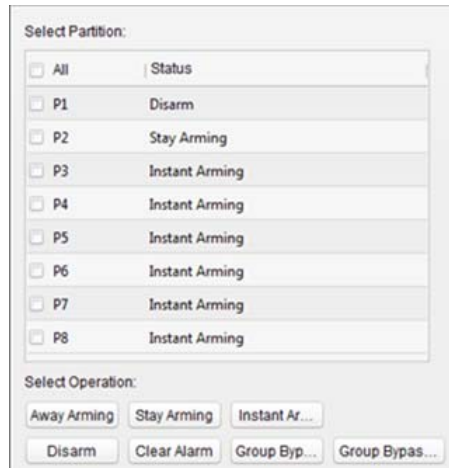 Select Partition:
All Status
P1 Disarm
P2 Stay Arming
P3 Instant Arming
P4 Instant Arming
P5 Instant Arming
P6 Instant Arming
P7 Instant Arming
P8 Instant Arming
Select Operation:
Away Arming Stay Arming Instant Ar...
Disarm Clear Alarm Group Byp... Group Bypas...